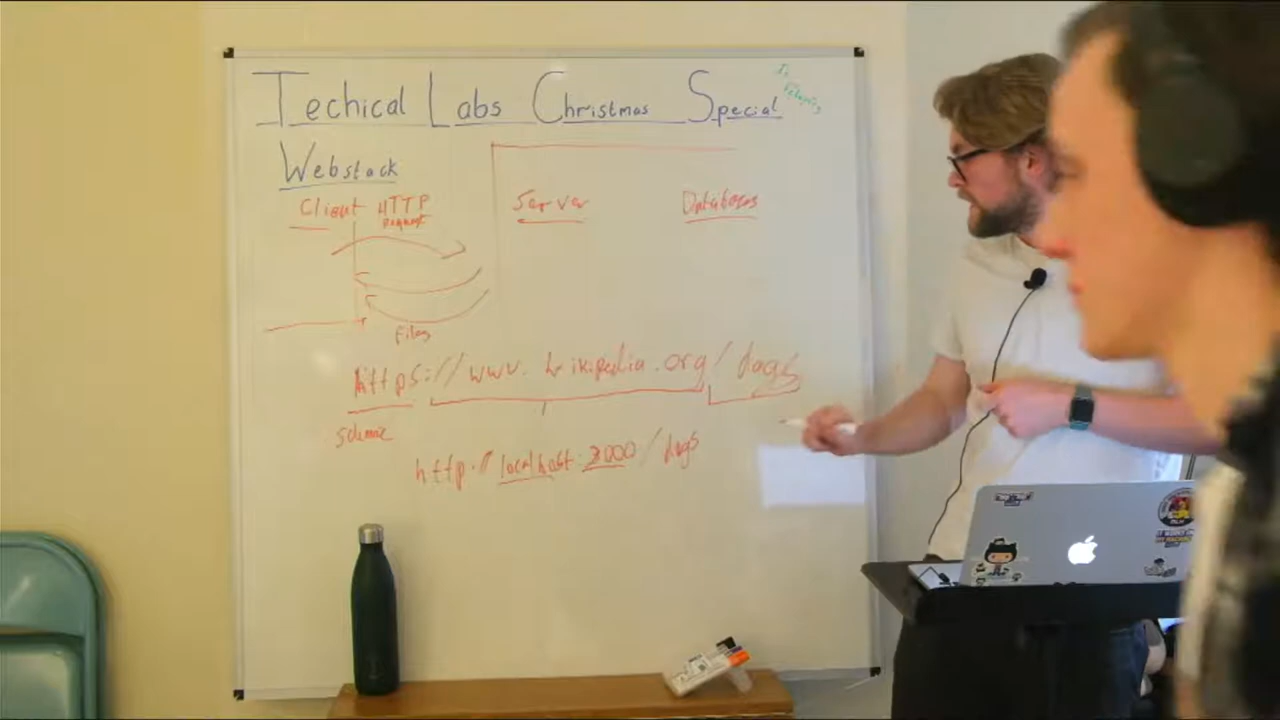 Techical Labs Christmas Special
Webstack
Client HTTP
Request
Server
Databases
Files
https://www.wikipedia.org/dogs
scheme
http://localhost:3000/dogs